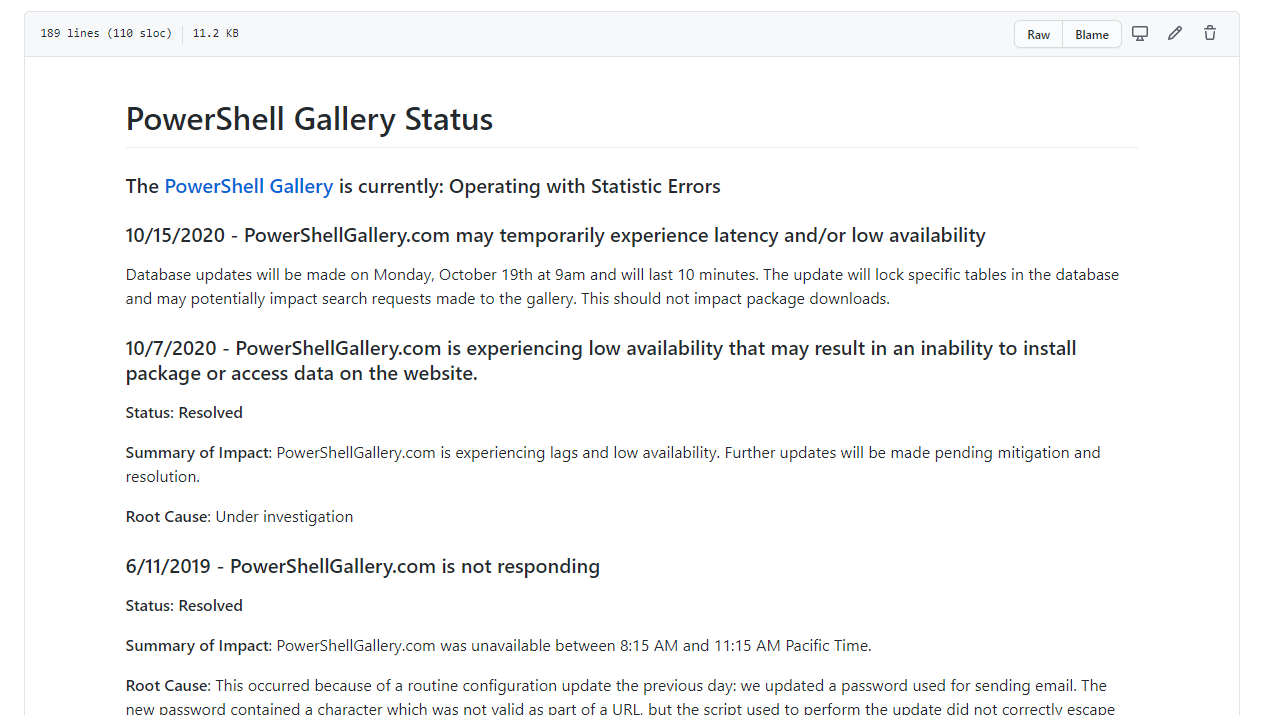 189 lines (110 sloc) 11.2 KB Raw Blame
PowerShell Gallery Status
The PowerShell Gallery is currently: Operating with Statistic Errors
10/15/2020 - PowerShellGallery.com may temporarily experience latency and/or low availability
Database updates will be made on Monday, October 19th at 9am and will last 10 minutes. The update will lock specific tables in the database
and may potentially impact search requests made to the gallery. This should not impact package downloads.
10/7/2020 - PowerShellGallery.com is experiencing low availability that may result in an inability to install
package or access data on the website.
Status: Resolved
Summary of Impact: PowerShellGallery.com is experiencing lags and low availability. Further updates will be made pending mitigation and
resolution.
Root Cause: Under investigation
6/11/2019 - PowerShellGallery.com is not responding
Status: Resolved
Summary of Impact: PowerShellGallery.com was unavailable between 8:15 AM and 11:15 AM Pacific Time.
Root Cause: This occurred because of a routine configuration update the previous day: we updated a password used for sending email. The
new password contained a character which was not valid as part of a URL, but the script used to perform the update did not correctly escape